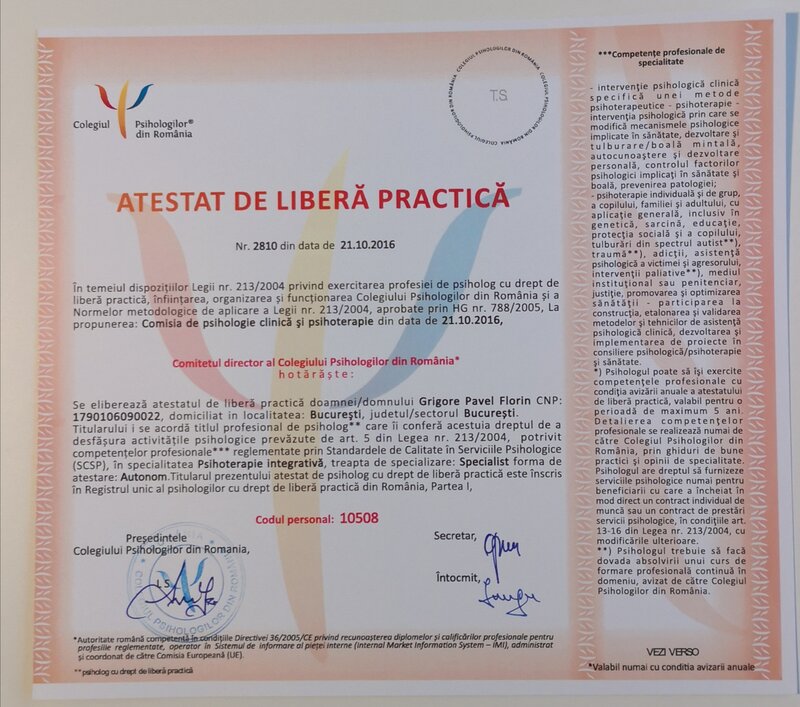 Colegiul Psihologilor®
din România
COLEGIUL PSIHOLOGILOR DIN ROMÂNIA · COLEGIUL PSIHOLOGILOR DIN ROMÂNIA · COLEGIUL PSIHOLOGILOR DIN ROMÂNIA
T.S.
ATESTAT DE LIBERĂ PRACTICĂ
Nr. 2810 din data de 21.10.2016
În temeiul dispozițiilor Legii nr. 213/2004 privind exercitarea profesiei de psiholog cu drept de
liberă practică, înființarea, organizarea și funcționarea Colegiului Psihologilor din România și a
Normelor metodologice de aplicare a Legii nr. 213/2004, aprobate prin HG nr. 788/2005, La
propunerea: Comisia de psihologie clinică și psihoterapie din data de 21.10.2016,
Comitetul director al Colegiului Psihologilor din România*
hotărăște:
Se eliberează atestatul de liberă practică doamnei/domnului Grigore Pavel Florin CNP:
1790106090022, domiciliat in localitatea: București, judetul/sectorul București.
Titularului i se acordă titlul profesional de psiholog** care îi conferă acestuia dreptul de a
desfășura activitățile psihologice prevăzute de art. 5 din Legea nr. 213/2004, potrivit
competențelor profesionale*** reglementate prin Standardele de Calitate în Serviciile Psihologice
(SCSP), în specialitatea Psihoterapie integrativă, treapta de specializare: Specialist forma de
atestare: Autonom.Titularul prezentului atestat de psiholog cu drept de liberă practică este înscris
în Registrul unic al psihologilor cu drept de liberă practică din România, Partea I,
Codul personal: 10508
Președintele
Colegiului Psihologilor din România,
L.S.
Secretar,
Întocmit,
*Autoritate română competentă în condițiile Directivei 36/2005/CE privind recunoașterea diplomelor și calificărilor profesionale pentru
profesiile reglementate, operator în Sistemul de informare al pieței interne (Internal Market Information System – IMI), administrat
și coordonat de către Comisia Europeană (UE).
**psiholog cu drept de liberă practică
***Competențe profesionale de
specialitate
- intervenție psihologică clinică
specifică unei metode
psihoterapeutice - psihoterapie -
intervenția psihologică prin care se
modifică mecanismele psihologice
implicate în sănătate, dezvoltare și
tulburare/boală mintală,
autocunoaștere și dezvoltare
personală, controlul factorilor
psihologici implicați în sănătate și
boală, prevenirea patologiei;
- psihoterapie individuală și de grup,
a copilului, familiei și adultului, cu
aplicație generală, inclusiv în
genetică, sarcină, educație,
protecția socială și a copilului,
tulburări din spectrul autist**),
traumă**), adicții, asistență
psihologică a victimei și agresorului,
intervenții paliative**), mediul
instituțional sau penitenciar,
justiție, promovarea și optimizarea
sănătății - participarea la
construcția, etalonarea și validarea
metodelor și tehnicilor de asistență
psihologică clinică, dezvoltarea și
implementarea de proiecte în
consiliere psihologică/psihoterapie
și sănătate.
*) Psihologul poate să își exercite
competențele profesionale cu
condiția avizării anuale a atestatului
de liberă practică, valabil pentru o
perioadă de maximum 5 ani.
Detalierea competențelor
profesionale se realizează numai de
către Colegiul Psihologilor din
România, prin ghiduri de bune
practici și opinii de specialitate.
Psihologul are dreptul să furnizeze
serviciile psihologice numai pentru
beneficiarii cu care a încheiat în
mod direct un contract individual de
muncă sau un contract de prestări
servicii psihologice, în condițiile art.
13-16 din Legea nr. 213/2004, cu
modificările ulterioare.
**) Psihologul trebuie să facă
dovada absolvirii unui curs de
formare profesională continuă în
domeniu, avizat de către Colegiul
Psihologilor din România.
VEZI VERSO
*Valabil numai cu conditia avizarii anuale